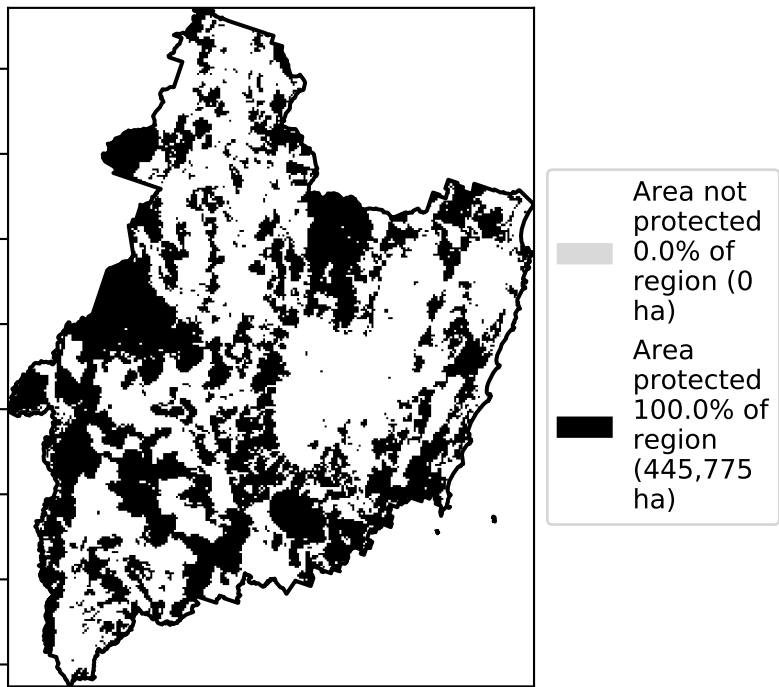 Area not
protected
0.0% of
region (0
ha)
Area
protected
100.0% of
region
(445,775
ha)